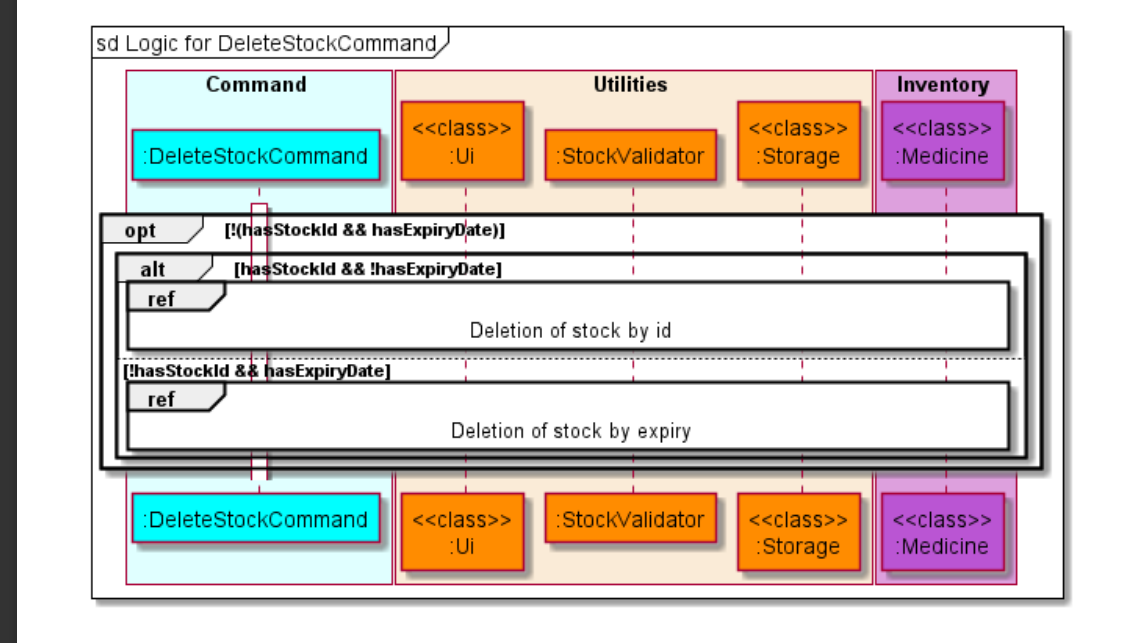 sd Logic for DeleteStockCommand
Command
Utilities
Inventory
:DeleteStockCommand
<<class>>
:Ui
:StockValidator
<<class>>
:Storage
<<class>>
:Medicine
opt
[!(hasStockId && hasExpiryDate)]
alt
[hasStockId && !hasExpiryDate]
ref
Deletion of stock by id
[!hasStockId && hasExpiryDate]
ref
Deletion of stock by expiry
:DeleteStockCommand
<<class>>
:Ui
:StockValidator
<<class>>
:Storage
<<class>>
:Medicine